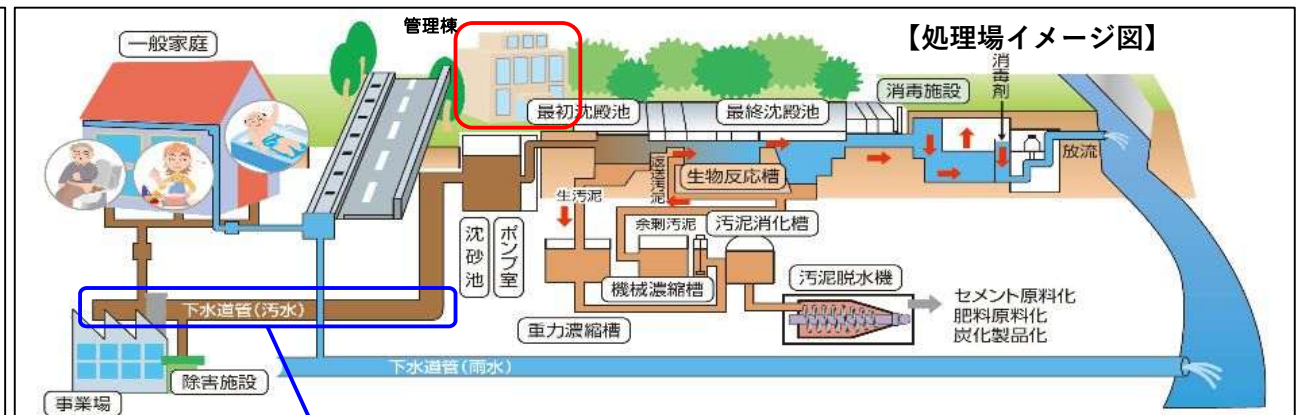 【処理場イメージ図】
管理棟
一般家庭
消毒剤
消毒施設
最初沈殿池
最終沈殿池
放流
返送汚泥
生物反応槽
生汚泥
余剰汚泥
汚泥消化槽
沈砂池
ポンプ室
機械濃縮槽
汚泥脱水機
セメント原料化
肥料原料化
炭化製品化
下水道管(汚水)
重力濃縮槽
下水道管(雨水)
除害施設
事業場